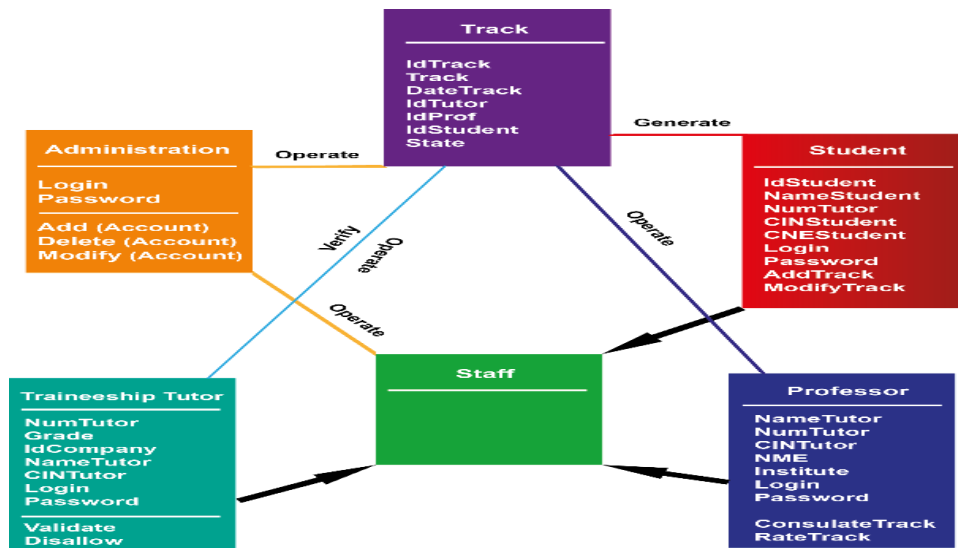 Track
IdTrack
Track
DateTrack
IdTutor
IdProf
IdStudent
State
Generate
Administration
Login
Password
Add (Account)
Delete (Account)
Modify (Account)
Operate
Student
IdStudent
NameStudent
NumTutor
CINStudent
CNEStudent
Login
Password
AddTrack
ModifyTrack
Verify
Operate
Operate
Operate
Staff
Traineeship Tutor
NumTutor
Grade
IdCompany
NameTutor
CINTutor
Login
Password
Validate
Disallow
Professor
NameTutor
NumTutor
CINTutor
NME
Institute
Login
Password
ConsulateTrack
RateTrack